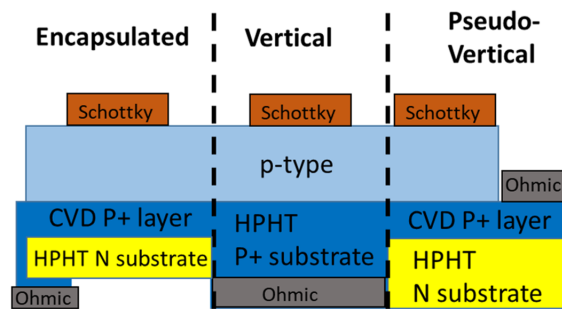 Encapsulated
Vertical
Pseudo-
Vertical
Schottky
Schottky
Schottky
p-type
Ohmic
CVD P+ layer
HPHT
P+ substrate
CVD P+ layer
HPHT N substrate
HPHT
N substrate
Ohmic
Ohmic